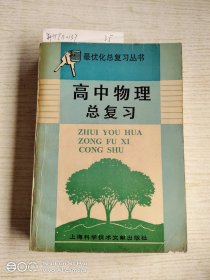 最优化总复习丛书
高中物理
总复习
ZHUI YOU HUA
ZONG FU XI
CONG SHU
上海科学技术文献出版社